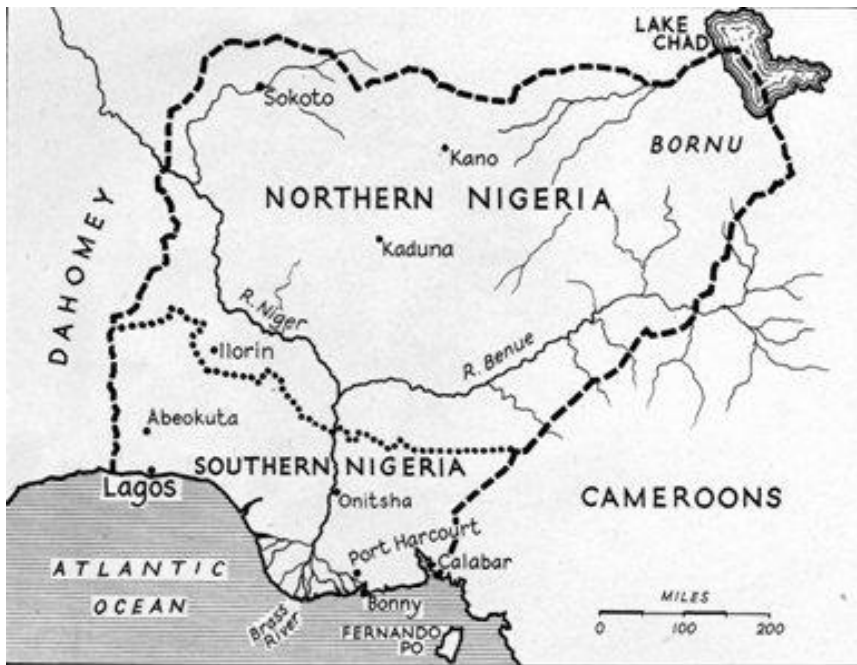 LAKE
CHAD
Sokoto
BORNU
Kano
NORTHERN NIGERIA
DAHOMEY
Kaduna
R. Niger
R. Benue
Ilorin
Abeokuta
SOUTHERN NIGERIA
Lagos
Onitsha
CAMEROONS
Port Harcourt
Calabar
ATLANTIC
OCEAN
Brass
River
Bonny
FERNANDO
PO
MILES
0 100 200